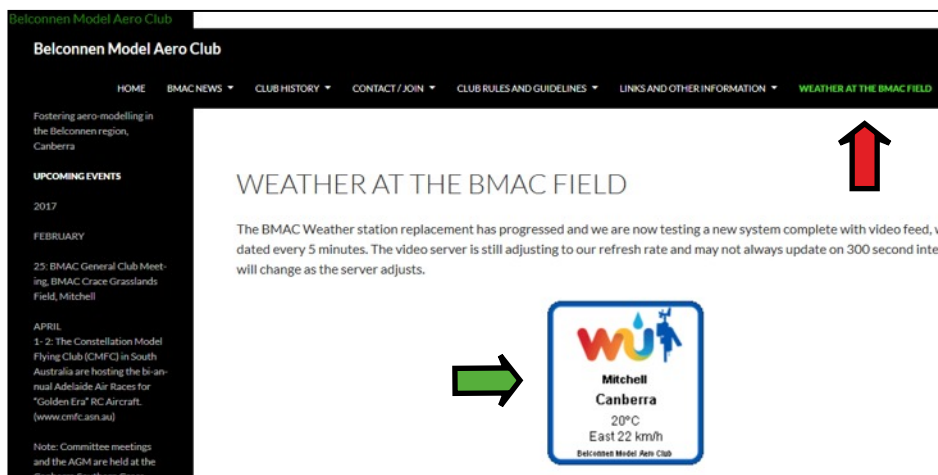 Belconnen Model Aero Club
Belconnen Model Aero Club
HOME BMAC NEWS CLUB HISTORY CONTACT / JOIN CLUB RULES AND GUIDELINES LINKS AND OTHER INFORMATION WEATHER AT THE BMAC FIELD
Fostering aero-modelling in
the Belconnen region,
Canberra
UPCOMING EVENTS
2017
FEBRUARY
25: BMAC General Club Meet-
ing, BMAC Crace Grasslands
Field, Mitchell
APRIL
1- 2: The Constellation Model
Flying Club (CMFC) in South
Australia are hosting the bi-an-
nual Adelaide Air Races for
"Golden Era" RC Aircraft.
(www.cmfc.asn.au)
Note: Committee meetings
and the AGM are held at the
WEATHER AT THE BMAC FIELD
The BMAC Weather station replacement has progressed and we are now testing a new system complete with video feed,
dated every 5 minutes. The video server is still adjusting to our refresh rate and may not always update on 300 second inte
will change as the server adjusts.
wu
Mitchell
Canberra
20°C
East 22 km/h
Belconnen Model Aero Club